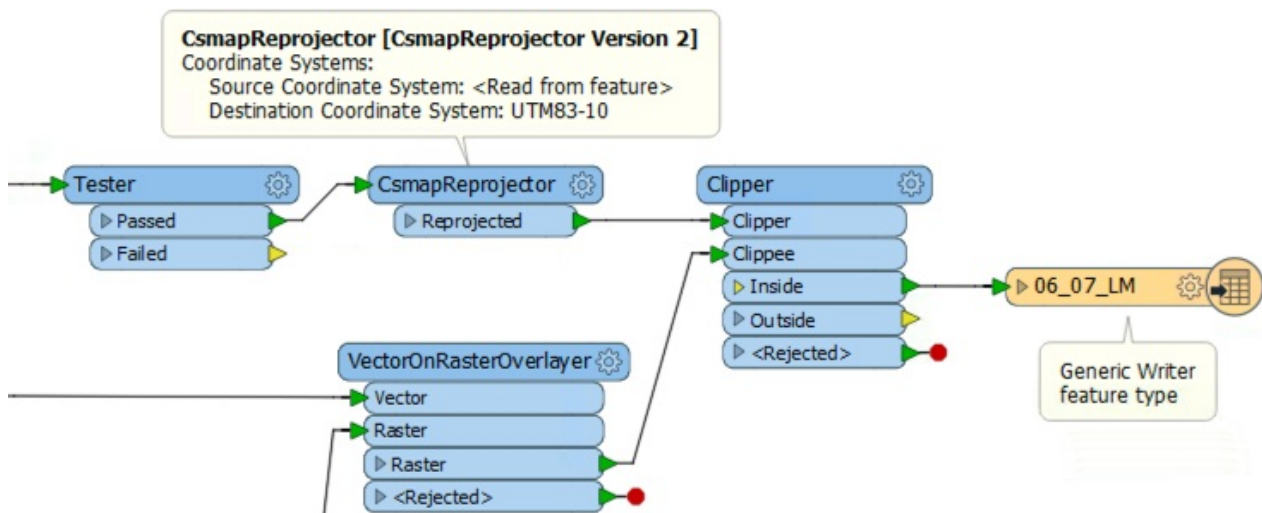 CsmapReprojector [CsmapReprojector Version 2]
Coordinate Systems:
Source Coordinate System: <Read from feature>
Destination Coordinate System: UTM83-10
Tester
Passed
Failed
CsmapReprojector
Reprojected
Clipper
Clipper
Clippee
Inside
Outside
<Rejected>
06_07_LM
Generic Writer
feature type
VectorOnRasterOverlayer
Vector
Raster
Raster
<Rejected>